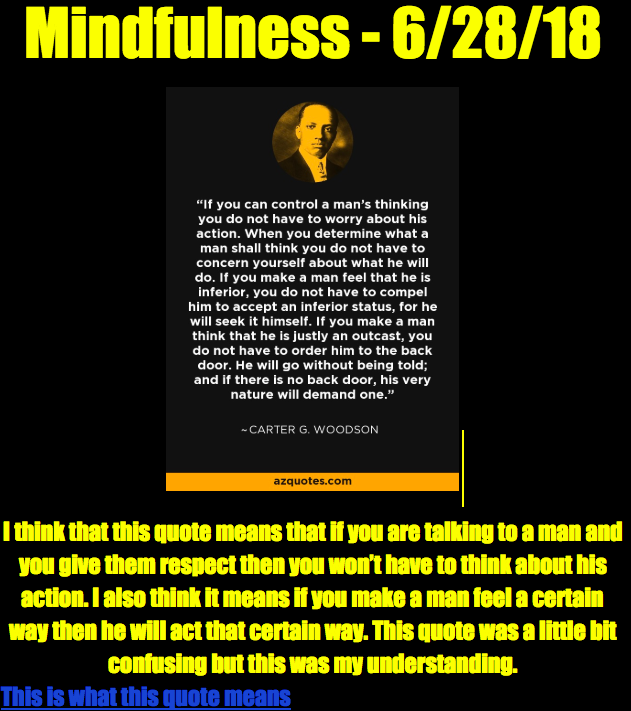 Mindfulness - 6/28/18
“If you can control a man’s thinking
you do not have to worry about his
action. When you determine what a
man shall think you do not have to
concern yourself about what he will
do. If you make a man feel that he is
inferior, you do not have to compel
him to accept an inferior status, for he
will seek it himself. If you make a man
think that he is justly an outcast, you
do not have to order him to the back
door. He will go without being told;
and if there is no back door, his very
nature will demand one.”
~ CARTER G. WOODSON
azquotes.com
I think that this quote means that if you are talking to a man and
you give them respect then you won’t have to think about his
action. I also think it means if you make a man feel a certain
way then he will act that certain way. This quote was a little bit
confusing but this was my understanding.
This is what this quote means